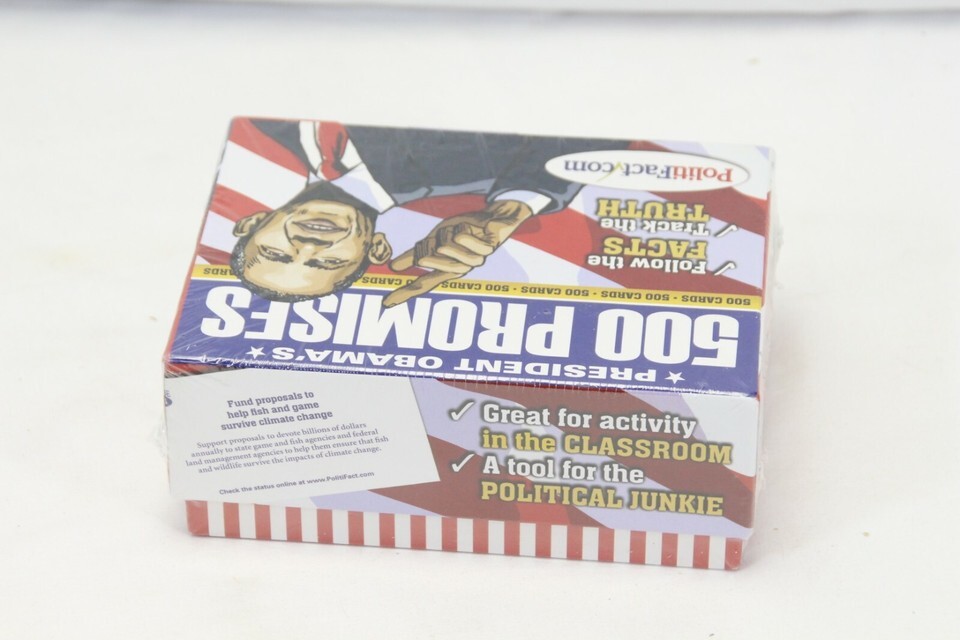 ★ PRESIDENT OBAMA'S ★
500 PROMISES
500 CARDS · 500 CARDS · 500 CARDS · 500 CARDS · 500 CARDS
✓ Follow the
FACTS
✓ Track the
TRUTH
PolitiFact.com
Fund proposals to
help fish and game
survive climate change
Support proposals to devote billions of dollars
annually to state game and fish agencies and federal
land management agencies to help them ensure that fish
and wildlife survive the impacts of climate change.
Check the status online at www.PolitiFact.com
✓ Great for activity
in the CLASSROOM
✓ A tool for the
POLITICAL JUNKIE